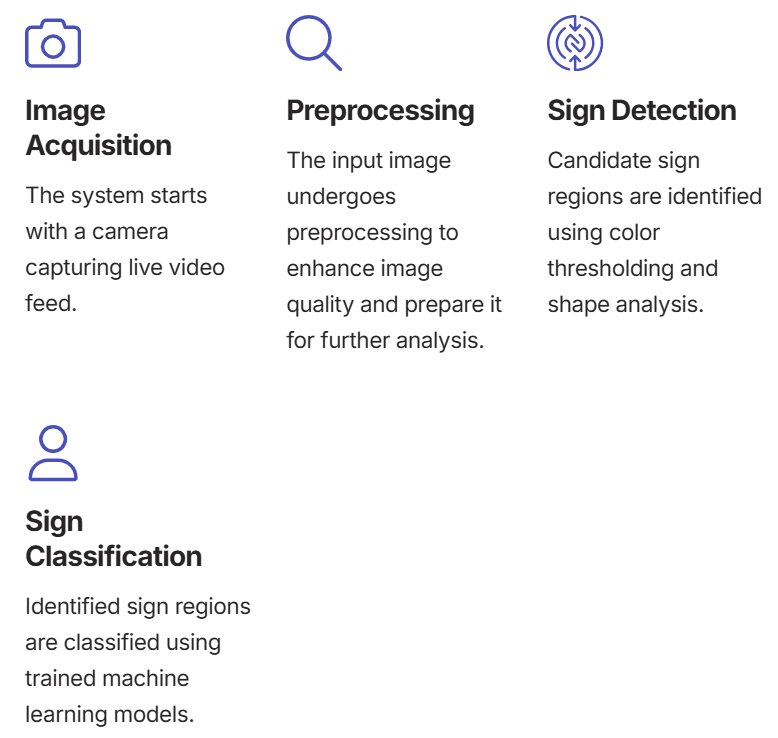 Image
Acquisition
The system starts
with a camera
capturing live video
feed.
Preprocessing
The input image
undergoes
preprocessing to
enhance image
quality and prepare it
for further analysis.
Sign Detection
Candidate sign
regions are identified
using color
thresholding and
shape analysis.
Sign
Classification
Identified sign regions
are classified using
trained machine
learning models.